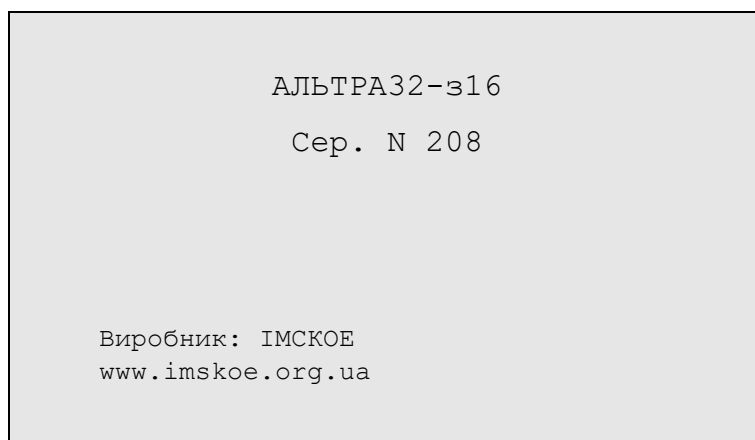 АЛЬТРА32-з16
Сер. N 208
Виробник: ІМСКОЕ
www.imskoe.org.ua